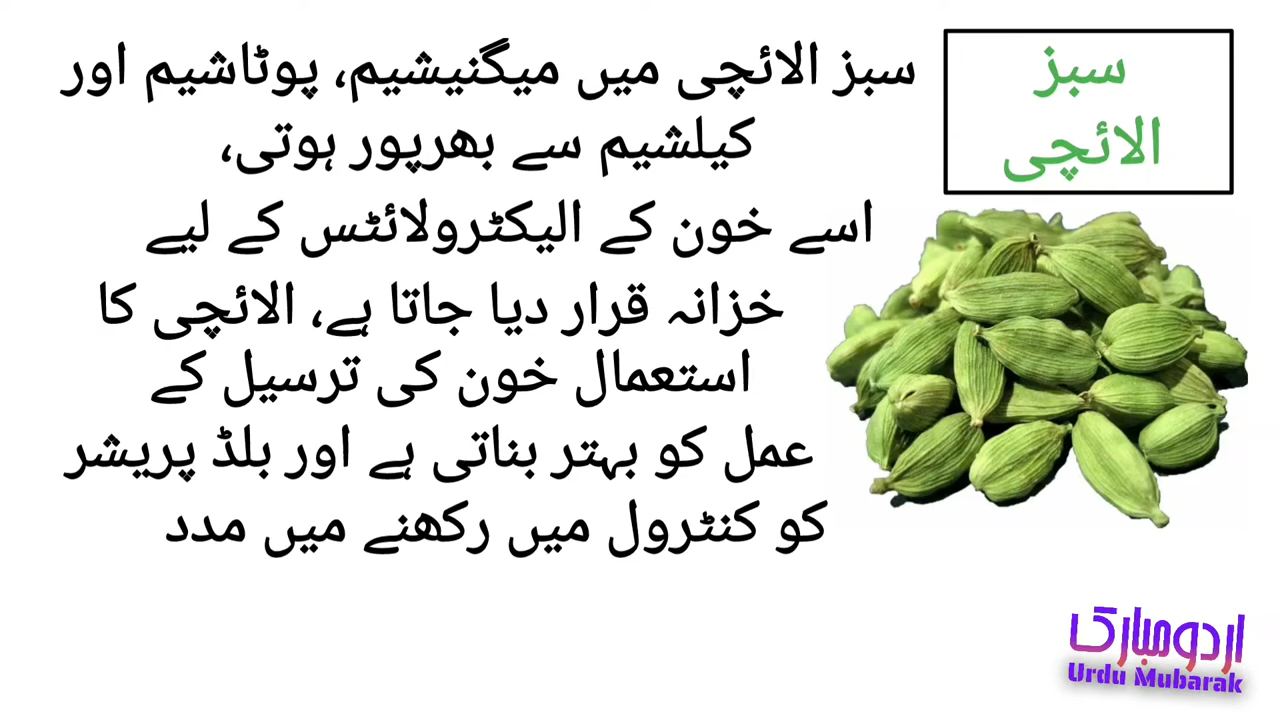 سبز
الائچی
سبز الائچی میں میگنیشیم، پوٹاشیم اور
کیلشیم سے بھرپور ہوتی،
اسے خون کے الیکٹرولائٹس کے لیے
خزانہ قرار دیا جاتا ہے، الائچی کا
استعمال خون کی ترسیل کے
عمل کو بہتر بناتی ہے اور بلڈ پریشر
کو کنٹرول میں رکھنے میں مدد
اردو مبارک
Urdu Mubarak